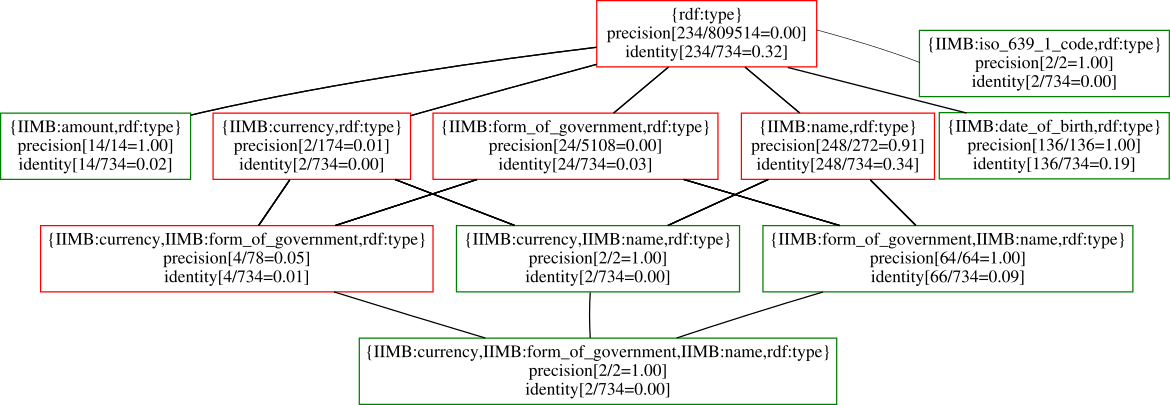 {rdf:type}
precision[234/809514=0.00]
identity[234/734=0.32]
{IIMB:iso_639_1_code,rdf:type}
precision[2/2=1.00]
identity[2/734=0.00]
{IIMB:amount,rdf:type}
precision[14/14=1.00]
identity[14/734=0.02]
{IIMB:currency,rdf:type}
precision[2/174=0.01]
identity[2/734=0.00]
{IIMB:form_of_government,rdf:type}
precision[24/5108=0.00]
identity[24/734=0.03]
{IIMB:name,rdf:type}
precision[248/272=0.91]
identity[248/734=0.34]
{IIMB:date_of_birth,rdf:type}
precision[136/136=1.00]
identity[136/734=0.19]
{IIMB:currency,IIMB:form_of_government,rdf:type}
precision[4/78=0.05]
identity[4/734=0.01]
{IIMB:currency,IIMB:name,rdf:type}
precision[2/2=1.00]
identity[2/734=0.00]
{IIMB:form_of_government,IIMB:name,rdf:type}
precision[64/64=1.00]
identity[66/734=0.09]
{IIMB:currency,IIMB:form_of_government,IIMB:name,rdf:type}
precision[2/2=1.00]
identity[2/734=0.00]